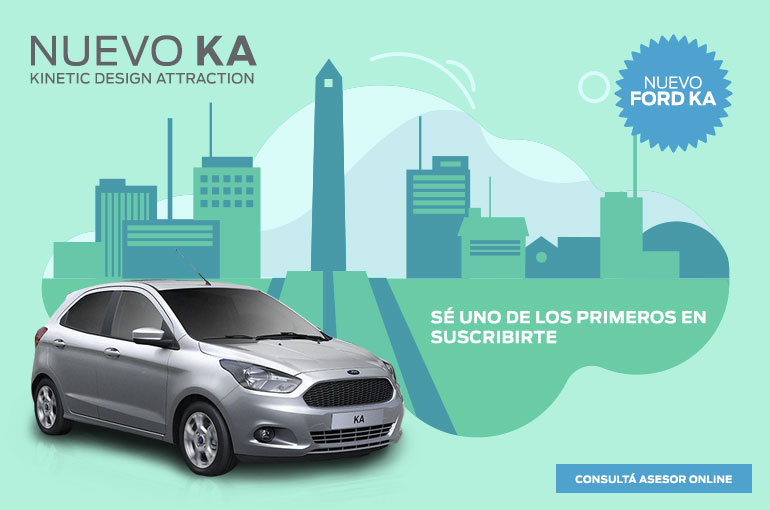 NUEVO KA
KINETIC DESIGN ATTRACTION
NUEVO
FORD KA
SÉ UNO DE LOS PRIMEROS EN
SUSCRIBIRTE
Ford
KA
CONSULTÁ ASESOR ONLINE